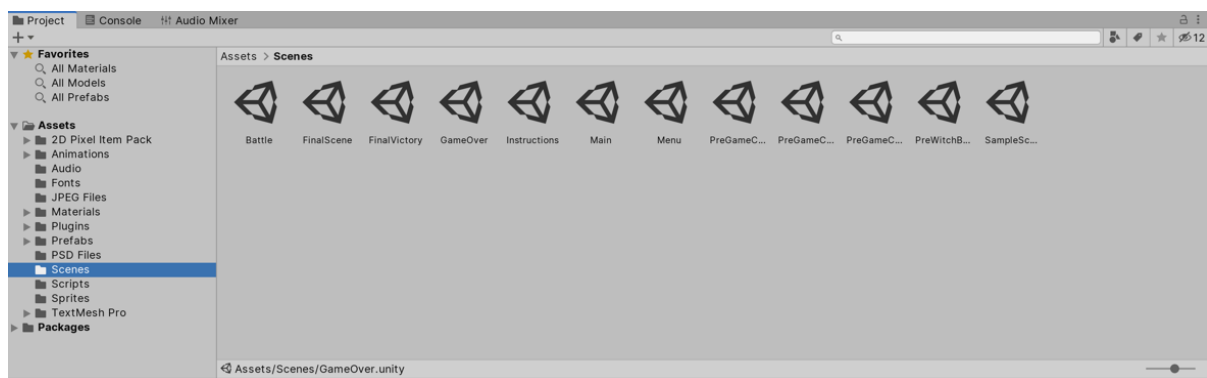 Project Console Audio Mixer
12
Favorites
All Materials
All Models
All Prefabs
Assets
2D Pixel Item Pack
Animations
Audio
Fonts
JPEG Files
Materials
Plugins
Prefabs
PSD Files
Scenes
Scripts
Sprites
TextMesh Pro
Packages
Assets > Scenes
Battle FinalScene FinalVictory GameOver Instructions Main Menu PreGameC... PreGameC... PreGameC... PreWitchB... SampleSc...
Assets/Scenes/GameOver.unity